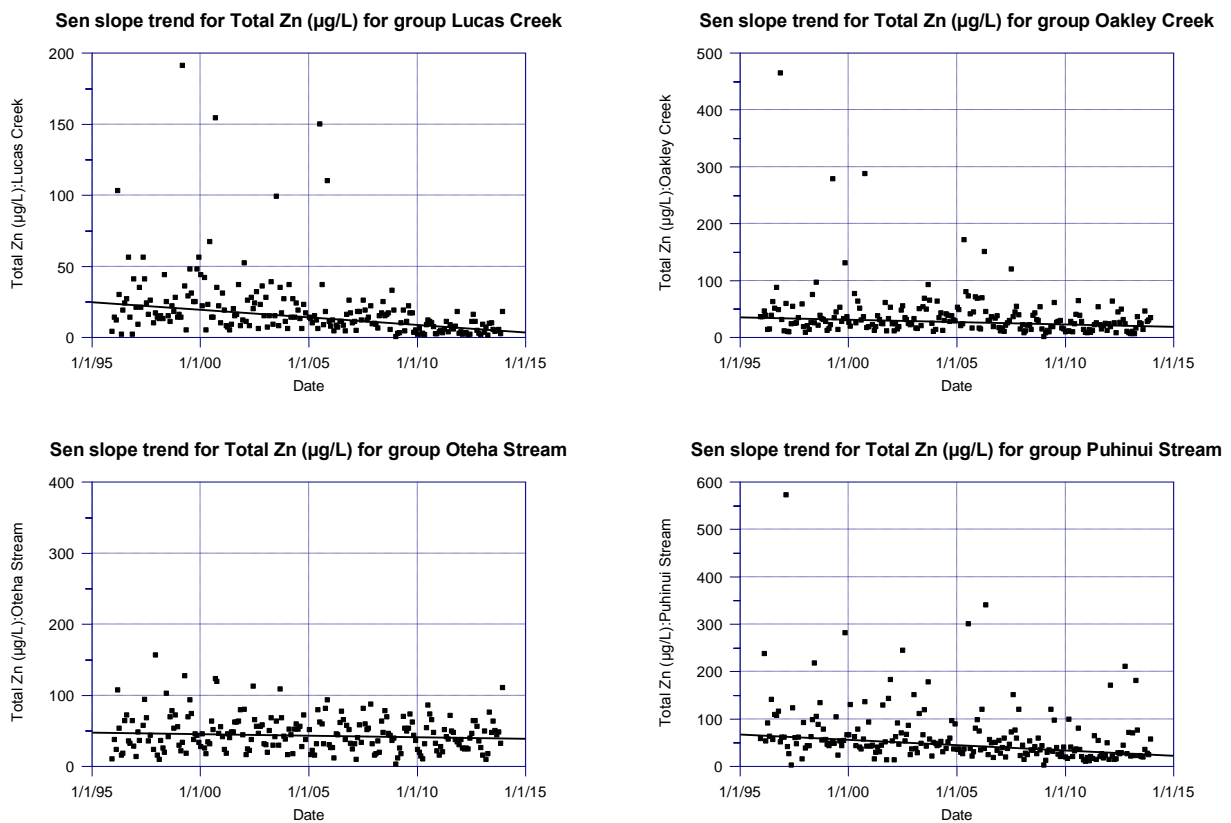 Sen slope trend for Total Zn (µg/L) for group Lucas Creek
200
150
100
50
0
Total Zn (µg/L):Lucas Creek
1/1/95 1/1/00 1/1/05 1/1/10 1/1/15
Date
Sen slope trend for Total Zn (µg/L) for group Oakley Creek
500
400
300
200
100
0
Total Zn (µg/L):Oakley Creek
1/1/95 1/1/00 1/1/05 1/1/10 1/1/15
Date
Sen slope trend for Total Zn (µg/L) for group Oteha Stream
400
300
200
100
0
Total Zn (µg/L):Oteha Stream
1/1/95 1/1/00 1/1/05 1/1/10 1/1/15
Date
Sen slope trend for Total Zn (µg/L) for group Puhinui Stream
600
500
400
300
200
100
0
Total Zn (µg/L):Puhinui Stream
1/1/95 1/1/00 1/1/05 1/1/10 1/1/15
Date